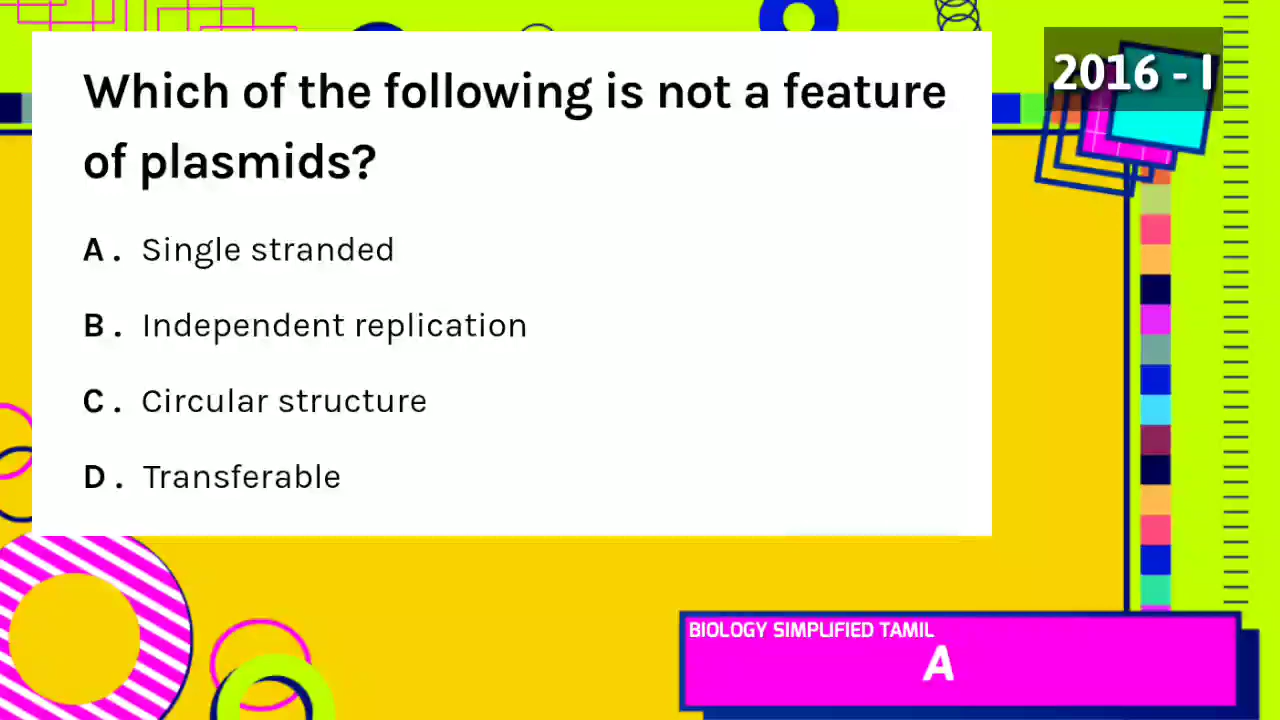 2016 - I
Which of the following is not a feature
of plasmids?
A. Single stranded
B. Independent replication
C. Circular structure
D. Transferable
BIOLOGY SIMPLIFIED TAMIL
A